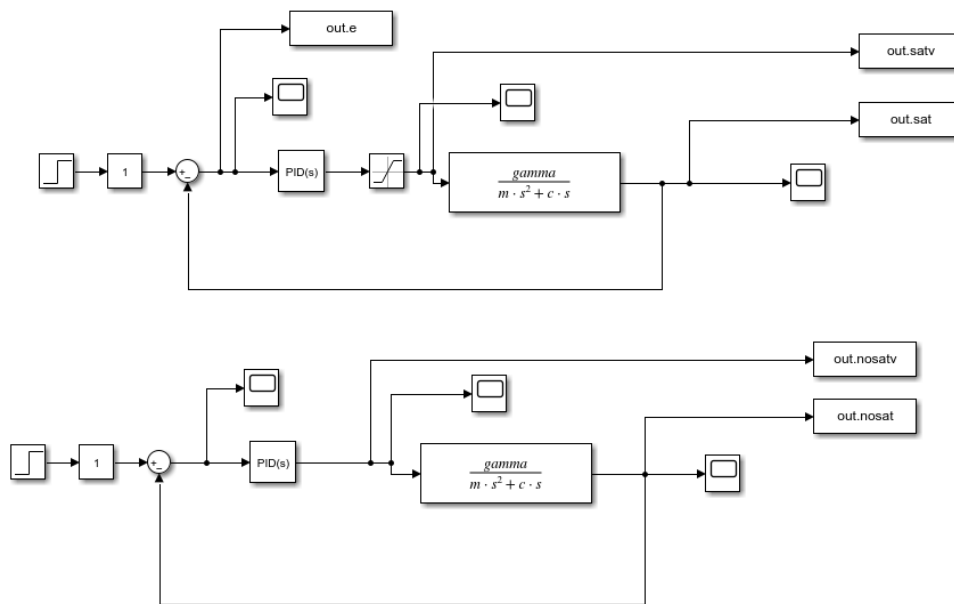 out.e
out.satv
out.sat
1
+
−
PID(s)
gamma
m · s² + c · s
out.nosatv
out.nosat
1
+
−
PID(s)
gamma
m · s² + c · s